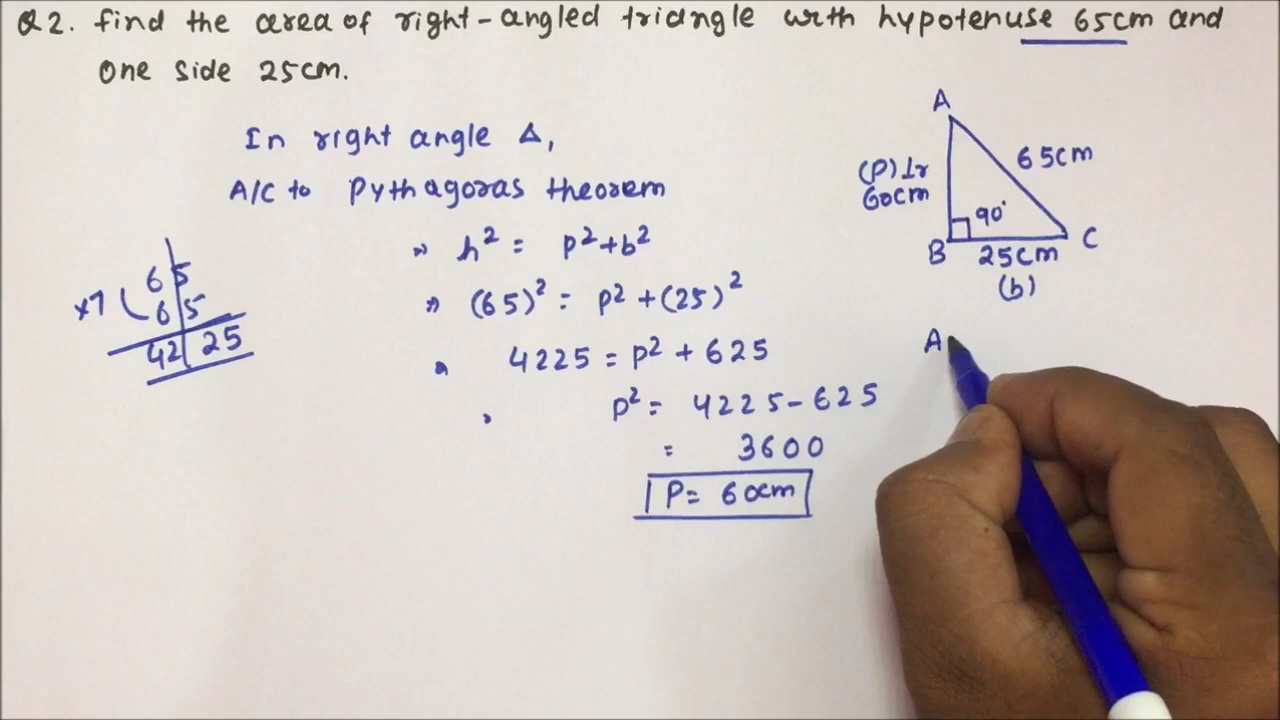 Q2. find the area of right-angled triangle with hypotenuse 65cm and
One side 25cm.
In right angle Δ,
A/C to Pythagoras theorem
h² = p²+b²
(65)² = p² + (25)²
4225 = p² + 625
p² = 4225-625
= 3600
P= 60cm
65
x7 65
42 25
A
(P) ⊥r
60cm
65cm
90°
B
25cm
C
(b)
A